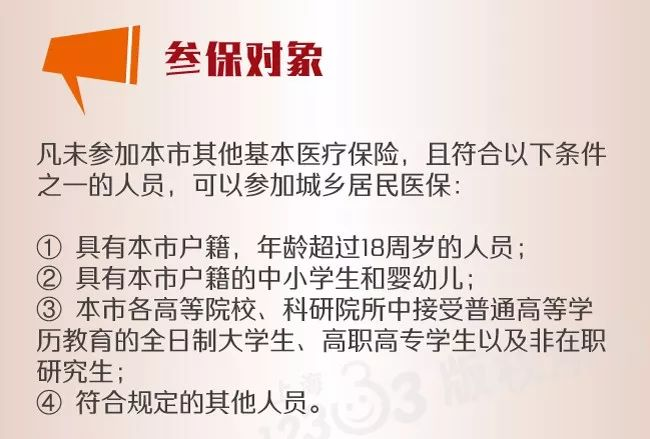 参保对象
凡未参加本市其他基本医疗保险，且符合以下条件
之一的人员，可以参加城乡居民医保：
① 具有本市户籍，年龄超过18周岁的人员；
② 具有本市户籍的中小学生和婴幼儿；
③ 本市各高等院校、科研院所中接受普通高等学
历教育的全日制大学生、高职高专学生以及非在职
研究生；
④ 符合规定的其他人员。
上海
12333